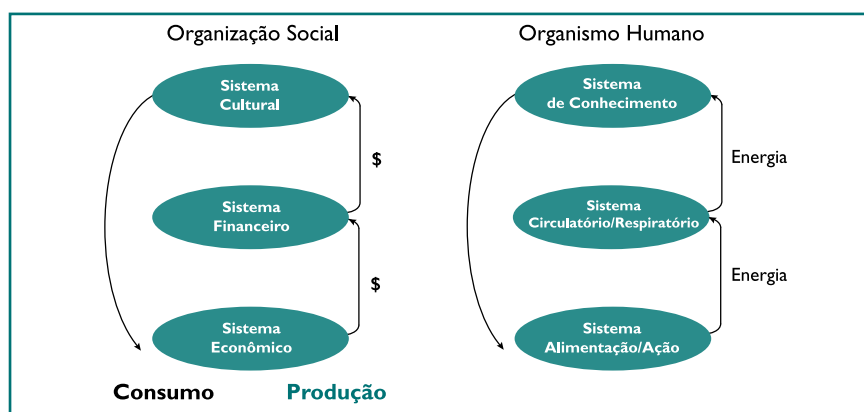 Organização Social
Sistema
Cultural
$
Sistema
Financeiro
$
Sistema
Econômico
Consumo
Produção
Organismo Humano
Sistema
de Conhecimento
Energia
Sistema
Circulatório/Respiratório
Energia
Sistema
Alimentação/Ação